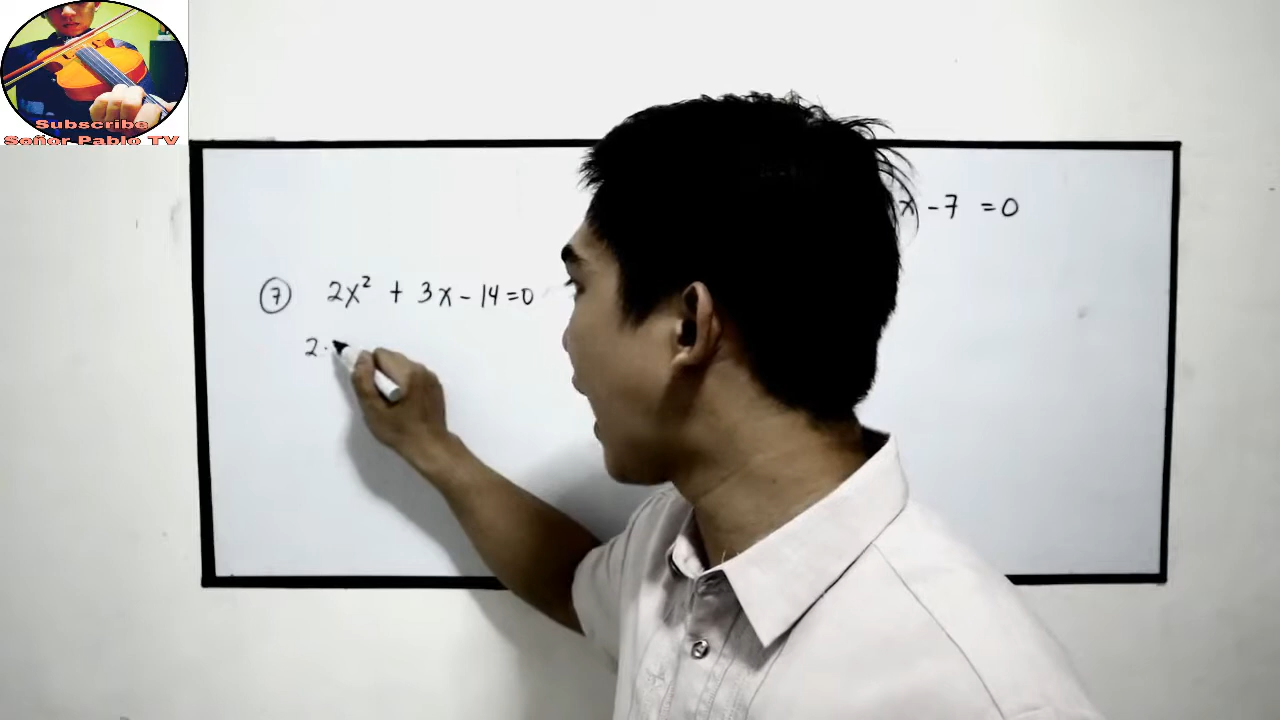 Subscribe
Señor Pablo TV
x - 7 = 0
7 2x² + 3x - 14 = 0
2.